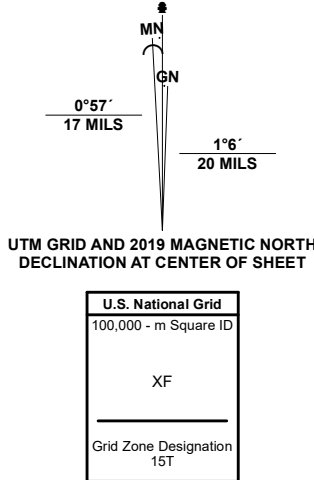 MN
GN
0°57´
17 MILS
1°6´
20 MILS
UTM GRID AND 2019 MAGNETIC NORTH
DECLINATION AT CENTER OF SHEET
U.S. National Grid
100,000 - m Square ID
XF
Grid Zone Designation
15T